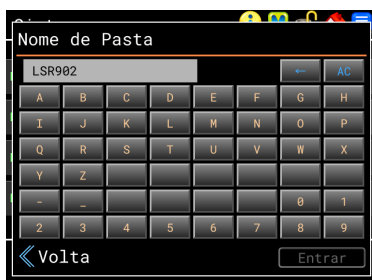 Nome de Pasta
LSR902 ← AC
A B C D E F G H
I J K L M N O P
Q R S T U V W X
Y Z
- _ 0 1
2 3 4 5 6 7 8 9
Volta Entrar